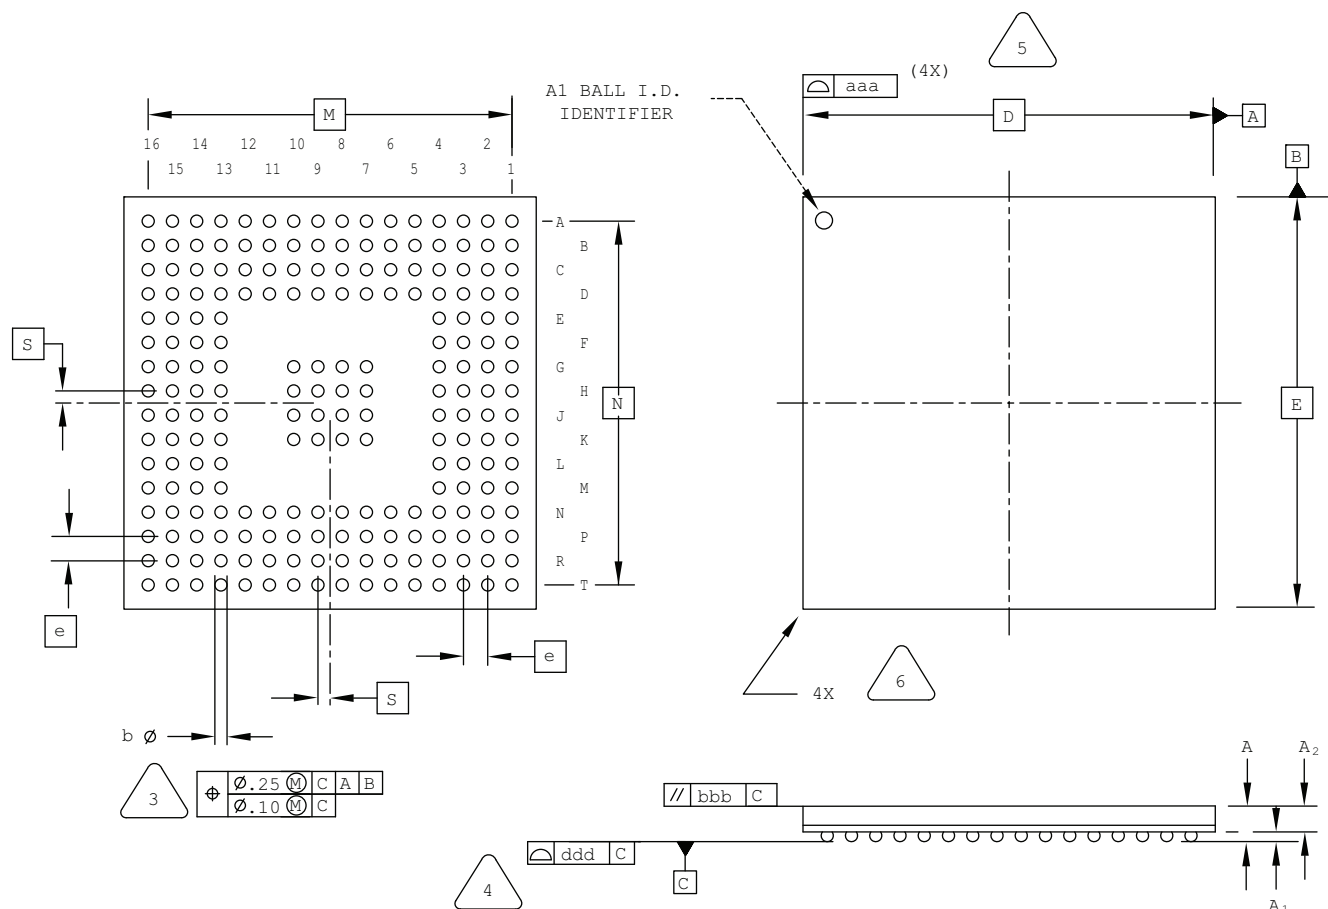 5
(4X)
aaa
A1 BALL I.D.
IDENTIFIER
M
D
A
16 14 12 10 8 6 4 2
15 13 11 9 7 5 3 1
B
A
B
C
D
E
F
S
G
H
N
E
J
K
L
M
N
P
R
T
e
e
S
4X
6
b Ø
3
Ø.25 M C A B
Ø.10 M C
A A2
bbb C
ddd C
C
4
A1